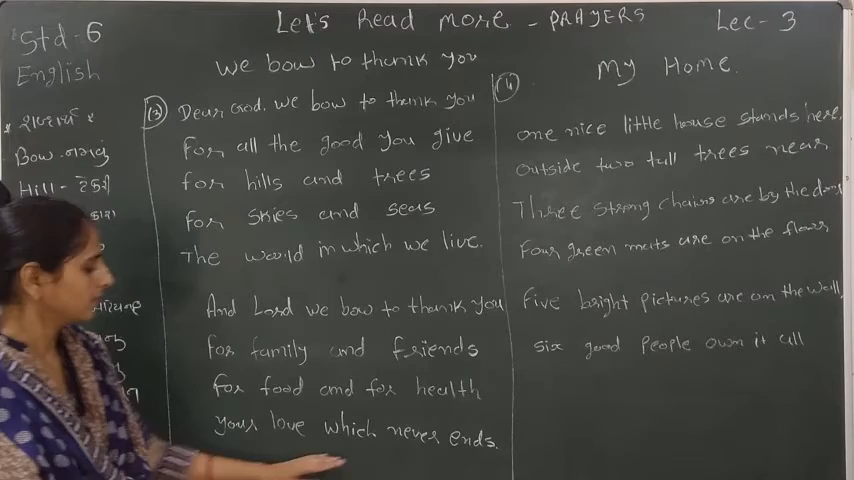 Std - 6
English
Let's Read more - PRAYERS
Lec - 3
* શબ્દાર્થ *
Bow - નમવું
Hill - ટેકરી
we bow to thank you
(3) Dear God. we bow to thank you
For all the good you give
for hills and trees
for skies and seas
The world in which we live.
And Lord we bow to thank you
for family and friends
for food and for health
your love which never ends.
(4) My Home.
one nice little house stands here,
outside two tall trees near
Three strong chairs are by the door
Four green mats are on the floor
Five bright pictures are on the wall,
six good people own it all